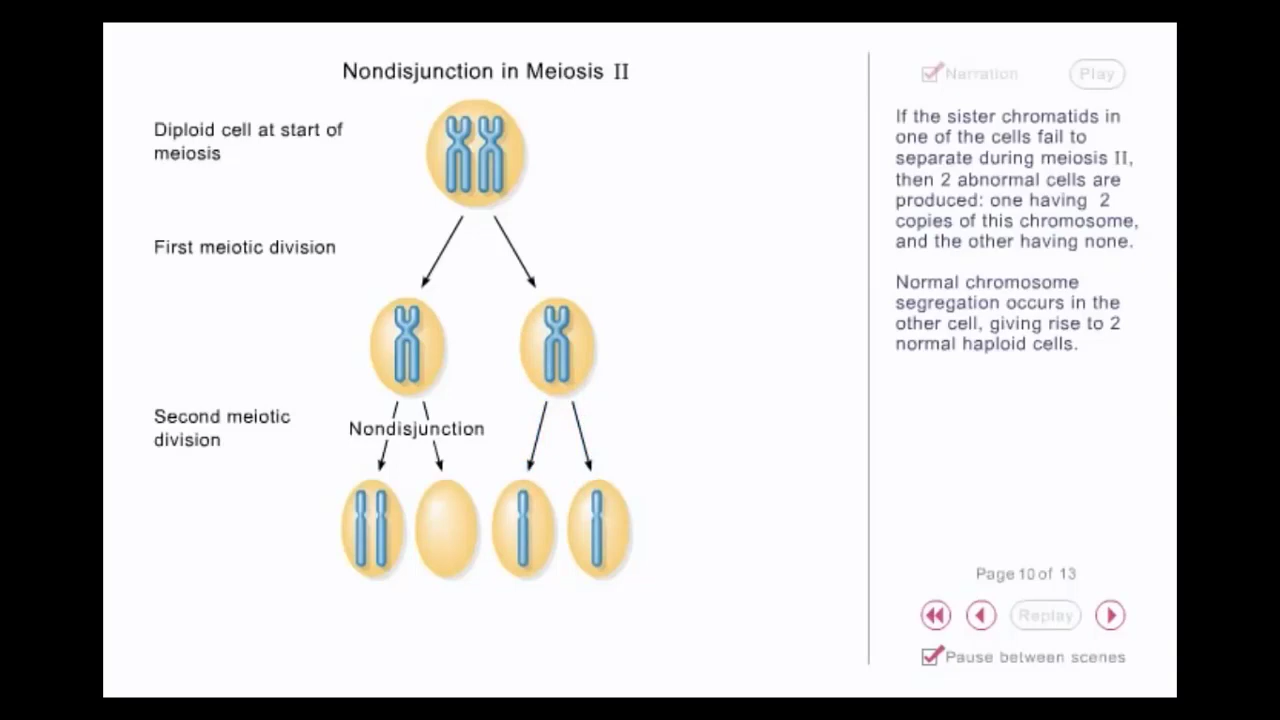 Nondisjunction in Meiosis II
Diploid cell at start of
meiosis
First meiotic division
Second meiotic
division
Nondisjunction
Narration
Play
If the sister chromatids in
one of the cells fail to
separate during meiosis II,
then 2 abnormal cells are
produced: one having 2
copies of this chromosome,
and the other having none.
Normal chromosome
segregation occurs in the
other cell, giving rise to 2
normal haploid cells.
Page 10 of 13
Replay
Pause between scenes